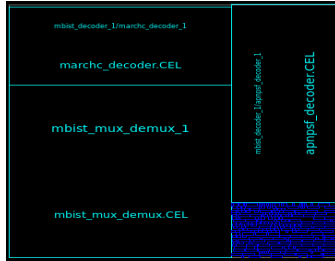 mbist_decoder_1/marchc_decoder_1
marchc_decoder.CEL
mbist_mux_demux_1
mbist_mux_demux.CEL
mbist_decoder_1/apnpsf_decoder_1
apnpsf_decoder.CEL